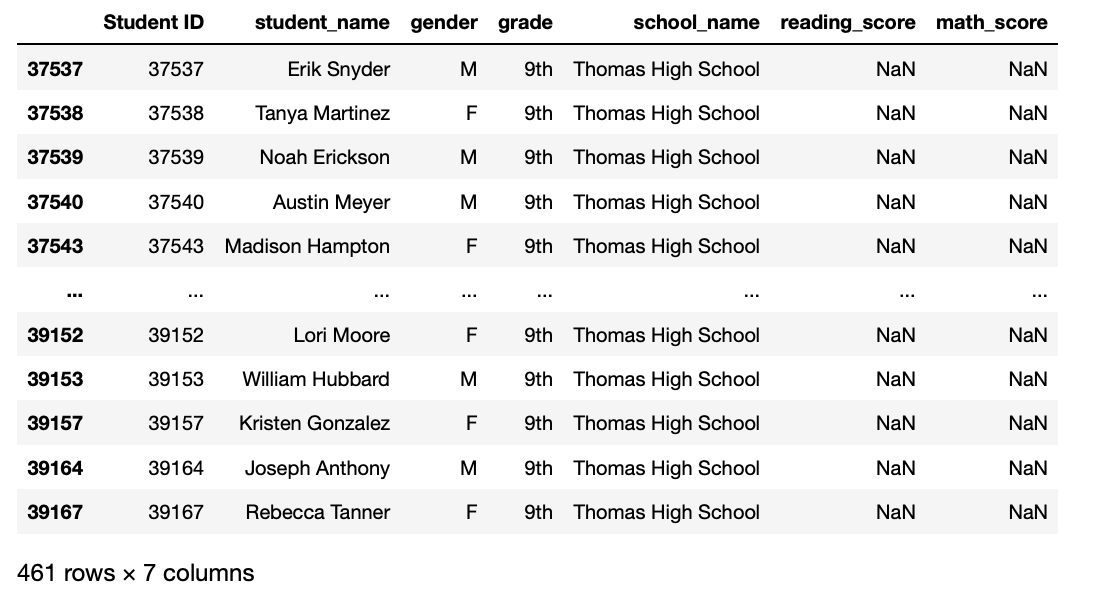 Student ID student_name gender grade school_name reading_score math_score
37537 37537 Erik Snyder M 9th Thomas High School NaN NaN
37538 37538 Tanya Martinez F 9th Thomas High School NaN NaN
37539 37539 Noah Erickson M 9th Thomas High School NaN NaN
37540 37540 Austin Meyer M 9th Thomas High School NaN NaN
37543 37543 Madison Hampton F 9th Thomas High School NaN NaN
... ... ... ... ... ... ... ...
39152 39152 Lori Moore F 9th Thomas High School NaN NaN
39153 39153 William Hubbard M 9th Thomas High School NaN NaN
39157 39157 Kristen Gonzalez F 9th Thomas High School NaN NaN
39164 39164 Joseph Anthony M 9th Thomas High School NaN NaN
39167 39167 Rebecca Tanner F 9th Thomas High School NaN NaN
461 rows × 7 columns